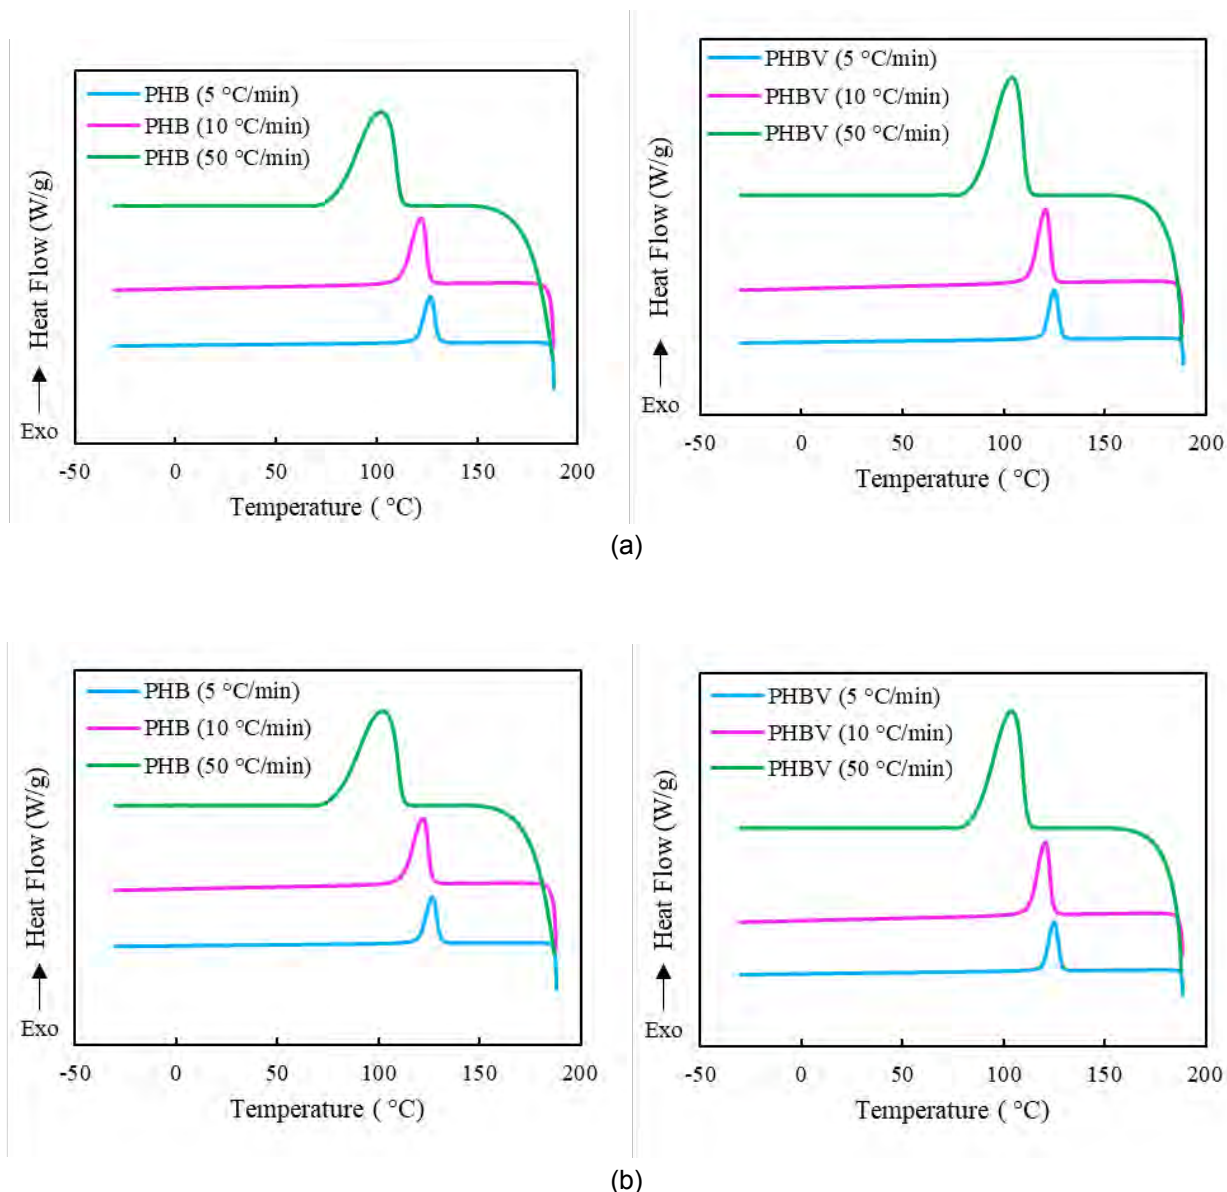 PHB (5 °C/min)
PHB (10 °C/min)
PHB (50 °C/min)
Heat Flow (W/g)
Exo
-50 0 50 100 150 200
Temperature ( °C)
PHBV (5 °C/min)
PHBV (10 °C/min)
PHBV (50 °C/min)
Heat Flow (W/g)
Exo
-50 0 50 100 150 200
Temperature ( °C)
(a)
PHB (5 °C/min)
PHB (10 °C/min)
PHB (50 °C/min)
Heat Flow (W/g)
Exo
-50 0 50 100 150 200
Temperature ( °C)
PHBV (5 °C/min)
PHBV (10 °C/min)
PHBV (50 °C/min)
Heat Flow (W/g)
Exo
-50 0 50 100 150 200
Temperature ( °C)
(b)